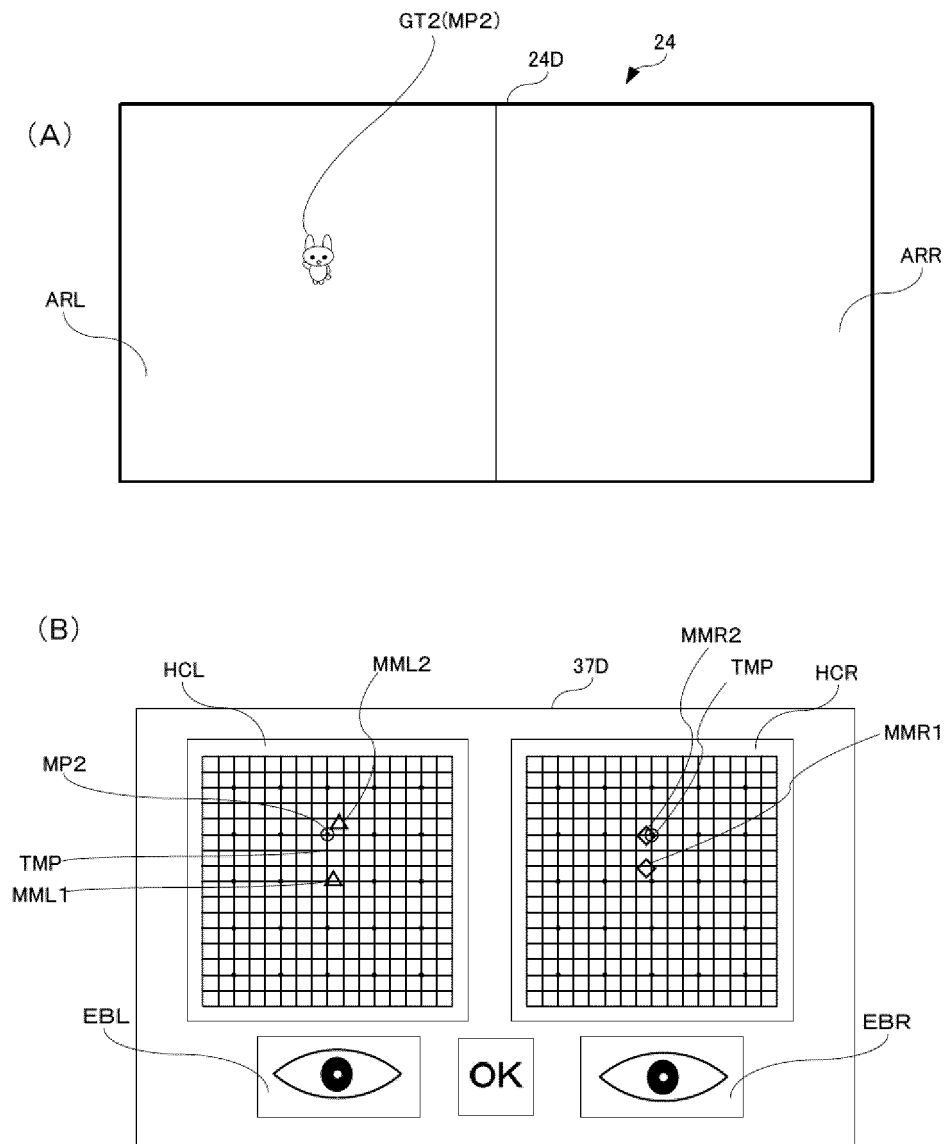 GT2(MP2)
24D
24
(A)
ARR
ARL
(B)
MMR2
HCL
MML2
37D
TMP
HCR
MMR1
MP2
TMP
MML1
EBL
EBR
OK